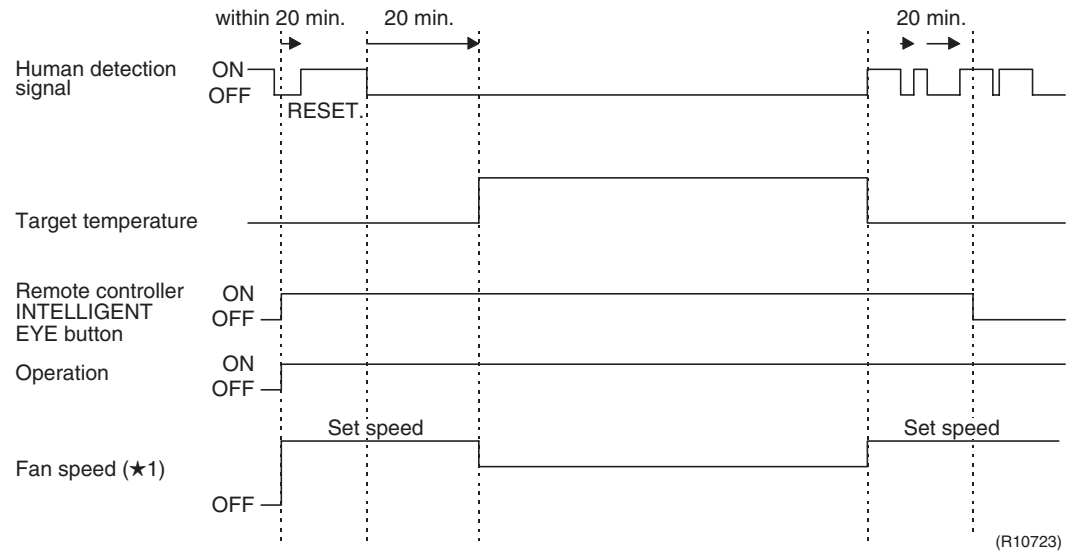 within 20 min.
20 min.
20 min.
Human detection
signal
ON
OFF
RESET.
Target temperature
Remote controller
INTELLIGENT
EYE button
ON
OFF
Operation
ON
OFF
Set speed
Set speed
Fan speed (★1)
OFF
(R10723)